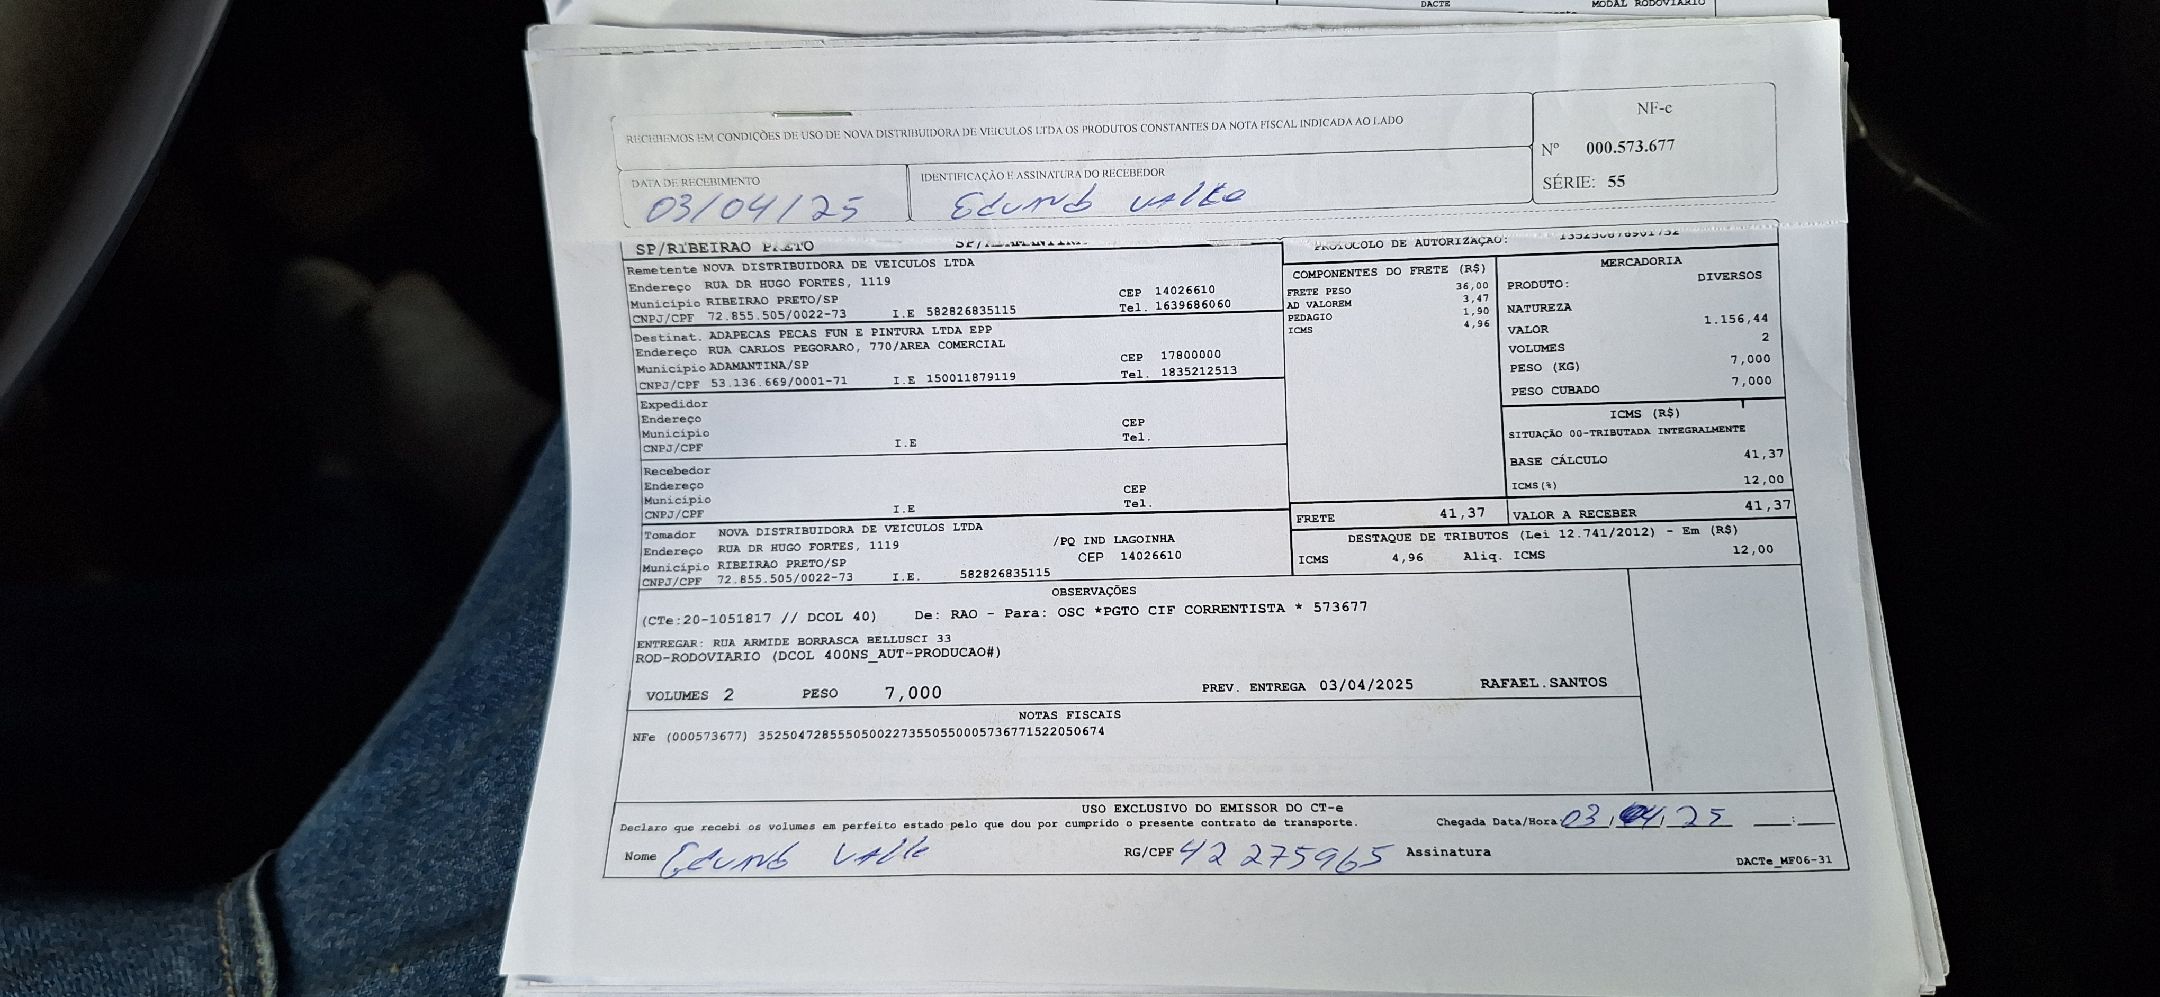 DACTE MODAL RODOVIARIO
RECEBEMOS EM CONDIÇÕES DE USO DE NOVA DISTRIBUIDORA DE VEICULOS LTDA OS PRODUTOS CONSTANTES DA NOTA FISCAL INDICADA AO LADO
NF-e
Nº 000.573.677
SÉRIE: 55
DATA DE RECEBIMENTO
03/04/25
IDENTIFICAÇÃO E ASSINATURA DO RECEBEDOR
SP/RIBEIRAO PRETO
PROTOCOLO DE AUTORIZAÇAO:
Remetente NOVA DISTRIBUIDORA DE VEICULOS LTDA
Endereço RUA DR HUGO FORTES, 1119
Município RIBEIRAO PRETO/SP CEP 14026610
CNPJ/CPF 72.855.505/0022-73 I.E 582826835115 Tel. 1639686060
Destinat. ADAPECAS PECAS FUN E PINTURA LTDA EPP
Endereço RUA CARLOS PEGORARO, 770/AREA COMERCIAL
Município ADAMANTINA/SP CEP 17800000
CNPJ/CPF 53.136.669/0001-71 I.E 150011879119 Tel. 1835212513
Expedidor
Endereço
Município CEP
CNPJ/CPF I.E Tel.
Recebedor
Endereço
Município CEP
CNPJ/CPF I.E Tel.
Tomador NOVA DISTRIBUIDORA DE VEICULOS LTDA
Endereço RUA DR HUGO FORTES, 1119 /PQ IND LAGOINHA
Município RIBEIRAO PRETO/SP CEP 14026610
CNPJ/CPF 72.855.505/0022-73 I.E. 582826835115
COMPONENTES DO FRETE (R$)
FRETE PESO 36,00
AD VALOREM 3,47
PEDAGIO 1,90
ICMS 4,96
MERCADORIA
PRODUTO: DIVERSOS
NATUREZA
VALOR 1.156,44
VOLUMES 2
PESO (KG) 7,000
PESO CUBADO 7,000
ICMS (R$)
SITUAÇÃO 00-TRIBUTADA INTEGRALMENTE
BASE CÁLCULO 41,37
ICMS(%) 12,00
FRETE 41,37 VALOR A RECEBER 41,37
DESTAQUE DE TRIBUTOS (Lei 12.741/2012) - Em (R$)
ICMS 4,96 Aliq. ICMS 12,00
OBSERVAÇÕES
(CTe:20-1051817 // DCOL 40) De: RAO - Para: OSC *PGTO CIF CORRENTISTA * 573677
ENTREGAR: RUA ARMIDE BORRASCA BELLUSCI 33
ROD-RODOVIARIO (DCOL 400NS_AUT-PRODUCAO#)
VOLUMES 2 PESO 7,000 PREV. ENTREGA 03/04/2025 RAFAEL.SANTOS
NOTAS FISCAIS
NFe (000573677) 35250472855505002273550550005736771522050674
USO EXCLUSIVO DO EMISSOR DO CT-e
Declaro que recebi os volumes em perfeito estado pelo que dou por cumprido o presente contrato de transporte. Chegada Data/Hora 03,04,25 :
Nome RG/CPF 42 275965 Assinatura
DACTe_MF06-31